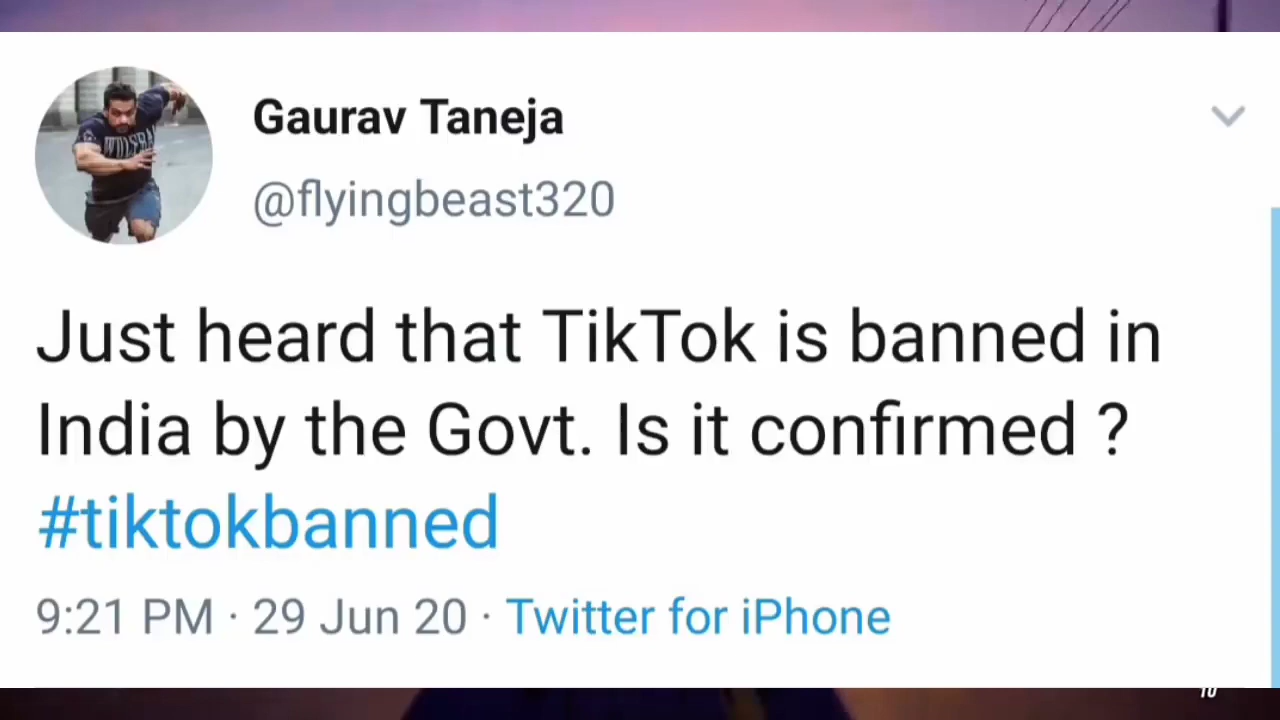 Gaurav Taneja
@flyingbeast320
Just heard that TikTok is banned in
India by the Govt. Is it confirmed ?
#tiktokbanned
9:21 PM · 29 Jun 20 · Twitter for iPhone